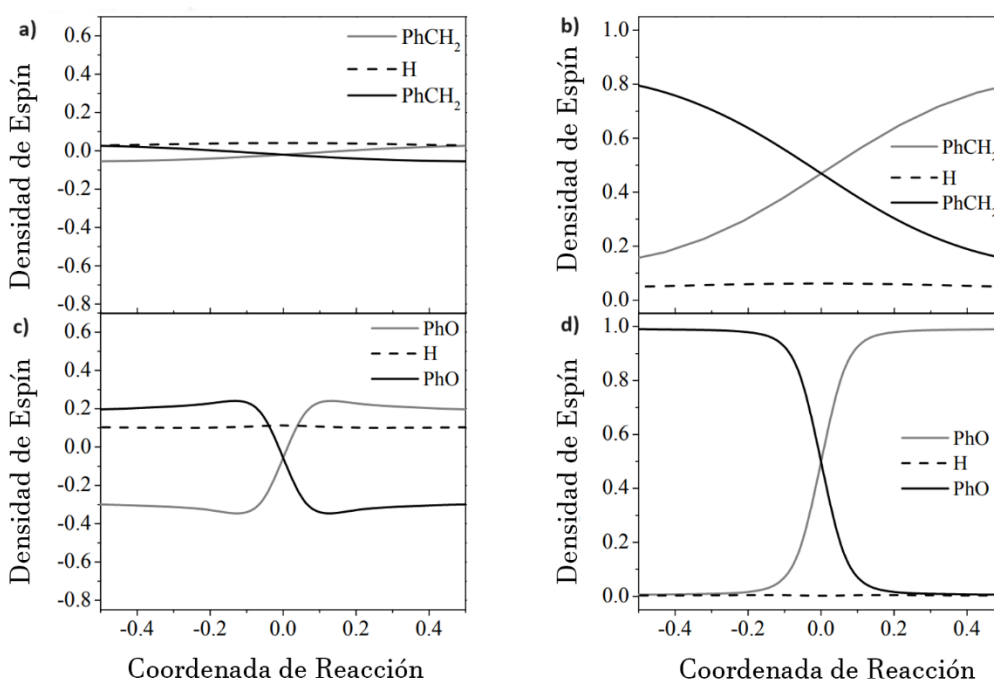 a)
Densidad de Espín
0.6
0.4
0.2
0.0
-0.2
-0.4
-0.6
-0.8
PhCH2
H
PhCH2
b)
Densidad de Espín
1.0
0.8
0.6
0.4
0.2
0.0
PhCH2
H
PhCH2
c)
Densidad de Espín
0.6
0.4
0.2
0.0
-0.2
-0.4
-0.6
-0.8
PhO
H
PhO
-0.4 -0.2 0.0 0.2 0.4
Coordenada de Reacción
d)
Densidad de Espín
1.0
0.8
0.6
0.4
0.2
0.0
PhO
H
PhO
-0.4 -0.2 0.0 0.2 0.4
Coordenada de Reacción